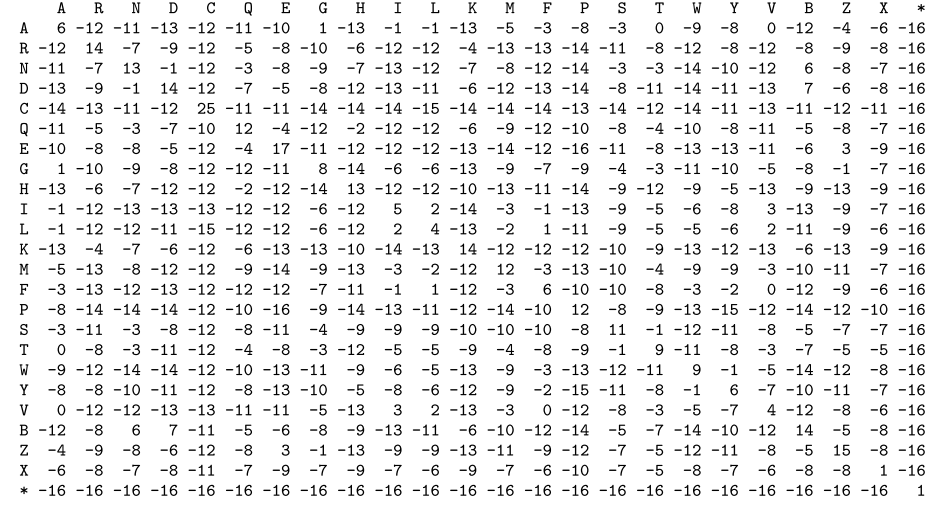 A R N D C Q E G H I L K M F P S T W Y V B Z X *
A 6 -12 -11 -13 -12 -11 -10 1 -13 -1 -1 -13 -5 -3 -8 -3 0 -9 -8 0 -12 -4 -6 -16
R -12 14 -7 -9 -12 -5 -8 -10 -6 -12 -12 -4 -13 -13 -14 -11 -8 -12 -8 -12 -8 -9 -8 -16
N -11 -7 13 -1 -12 -3 -8 -9 -7 -13 -12 -7 -8 -12 -14 -3 -3 -14 -10 -12 6 -8 -7 -16
D -13 -9 -1 14 -12 -7 -5 -8 -12 -13 -11 -6 -12 -13 -14 -8 -11 -14 -11 -13 7 -6 -8 -16
C -14 -13 -11 -12 25 -11 -11 -14 -14 -14 -15 -14 -14 -14 -13 -14 -12 -14 -11 -13 -11 -12 -11 -16
Q -11 -5 -3 -7 -10 12 -4 -12 -2 -12 -12 -6 -9 -12 -10 -8 -4 -10 -8 -11 -5 -8 -7 -16
E -10 -8 -8 -5 -12 -4 17 -11 -12 -12 -12 -13 -14 -12 -16 -11 -8 -13 -13 -11 -6 3 -9 -16
G 1 -10 -9 -8 -12 -12 -11 8 -14 -6 -6 -13 -9 -7 -9 -4 -3 -11 -10 -5 -8 -1 -7 -16
H -13 -6 -7 -12 -12 -2 -12 -14 13 -12 -12 -10 -13 -11 -14 -9 -12 -9 -5 -13 -9 -13 -9 -16
I -1 -12 -13 -13 -13 -12 -12 -6 -12 5 2 -14 -3 -1 -13 -9 -5 -6 -8 3 -13 -9 -7 -16
L -1 -12 -12 -11 -15 -12 -12 -6 -12 2 4 -13 -2 1 -11 -9 -5 -5 -6 2 -11 -9 -6 -16
K -13 -4 -7 -6 -12 -6 -13 -13 -10 -14 -13 14 -12 -12 -12 -10 -9 -13 -12 -13 -6 -13 -9 -16
M -5 -13 -8 -12 -12 -9 -14 -9 -13 -3 -2 -12 12 -3 -13 -10 -4 -9 -9 -3 -10 -11 -7 -16
F -3 -13 -12 -13 -12 -12 -12 -7 -11 -1 1 -12 -3 6 -10 -10 -8 -3 -2 0 -12 -9 -6 -16
P -8 -14 -14 -14 -12 -10 -16 -9 -14 -13 -11 -12 -14 -10 12 -8 -9 -13 -15 -12 -14 -12 -10 -16
S -3 -11 -3 -8 -12 -8 -11 -4 -9 -9 -9 -10 -10 -10 -8 11 -1 -12 -11 -8 -5 -7 -7 -16
T 0 -8 -3 -11 -12 -4 -8 -3 -12 -5 -5 -9 -4 -8 -9 -1 9 -11 -8 -3 -7 -5 -5 -16
W -9 -12 -14 -14 -12 -10 -13 -11 -9 -6 -5 -13 -9 -3 -13 -12 -11 9 -1 -5 -14 -12 -8 -16
Y -8 -8 -10 -11 -12 -8 -13 -10 -5 -8 -6 -12 -9 -2 -15 -11 -8 -1 6 -7 -10 -11 -7 -16
V 0 -12 -12 -13 -13 -11 -11 -5 -13 3 2 -13 -3 0 -12 -8 -3 -5 -7 4 -12 -8 -6 -16
B -12 -8 6 7 -11 -5 -6 -8 -9 -13 -11 -6 -10 -12 -14 -5 -7 -14 -10 -12 14 -5 -8 -16
Z -4 -9 -8 -6 -12 -8 3 -1 -13 -9 -9 -13 -11 -9 -12 -7 -5 -12 -11 -8 -5 15 -8 -16
X -6 -8 -7 -8 -11 -7 -9 -7 -9 -7 -6 -9 -7 -6 -10 -7 -5 -8 -7 -6 -8 -8 1 -16
* -16 -16 -16 -16 -16 -16 -16 -16 -16 -16 -16 -16 -16 -16 -16 -16 -16 -16 -16 -16 -16 -16 -16 1